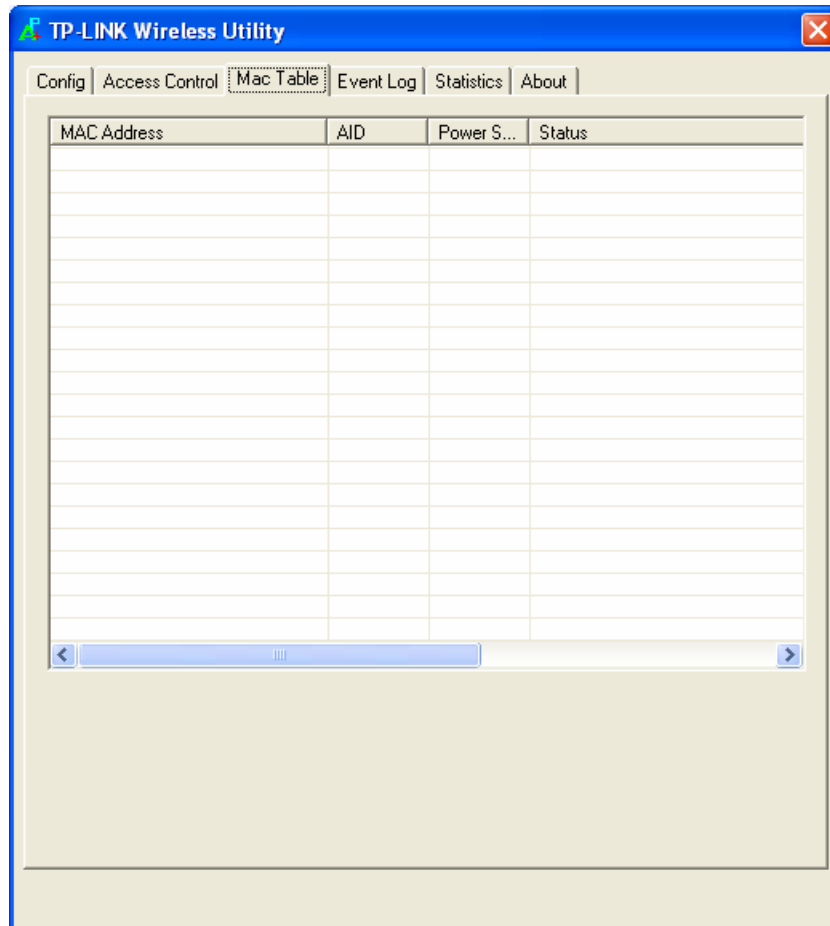 TP-LINK Wireless Utility
Config Access Control Mac Table Event Log Statistics About
MAC Address AID Power S... Status